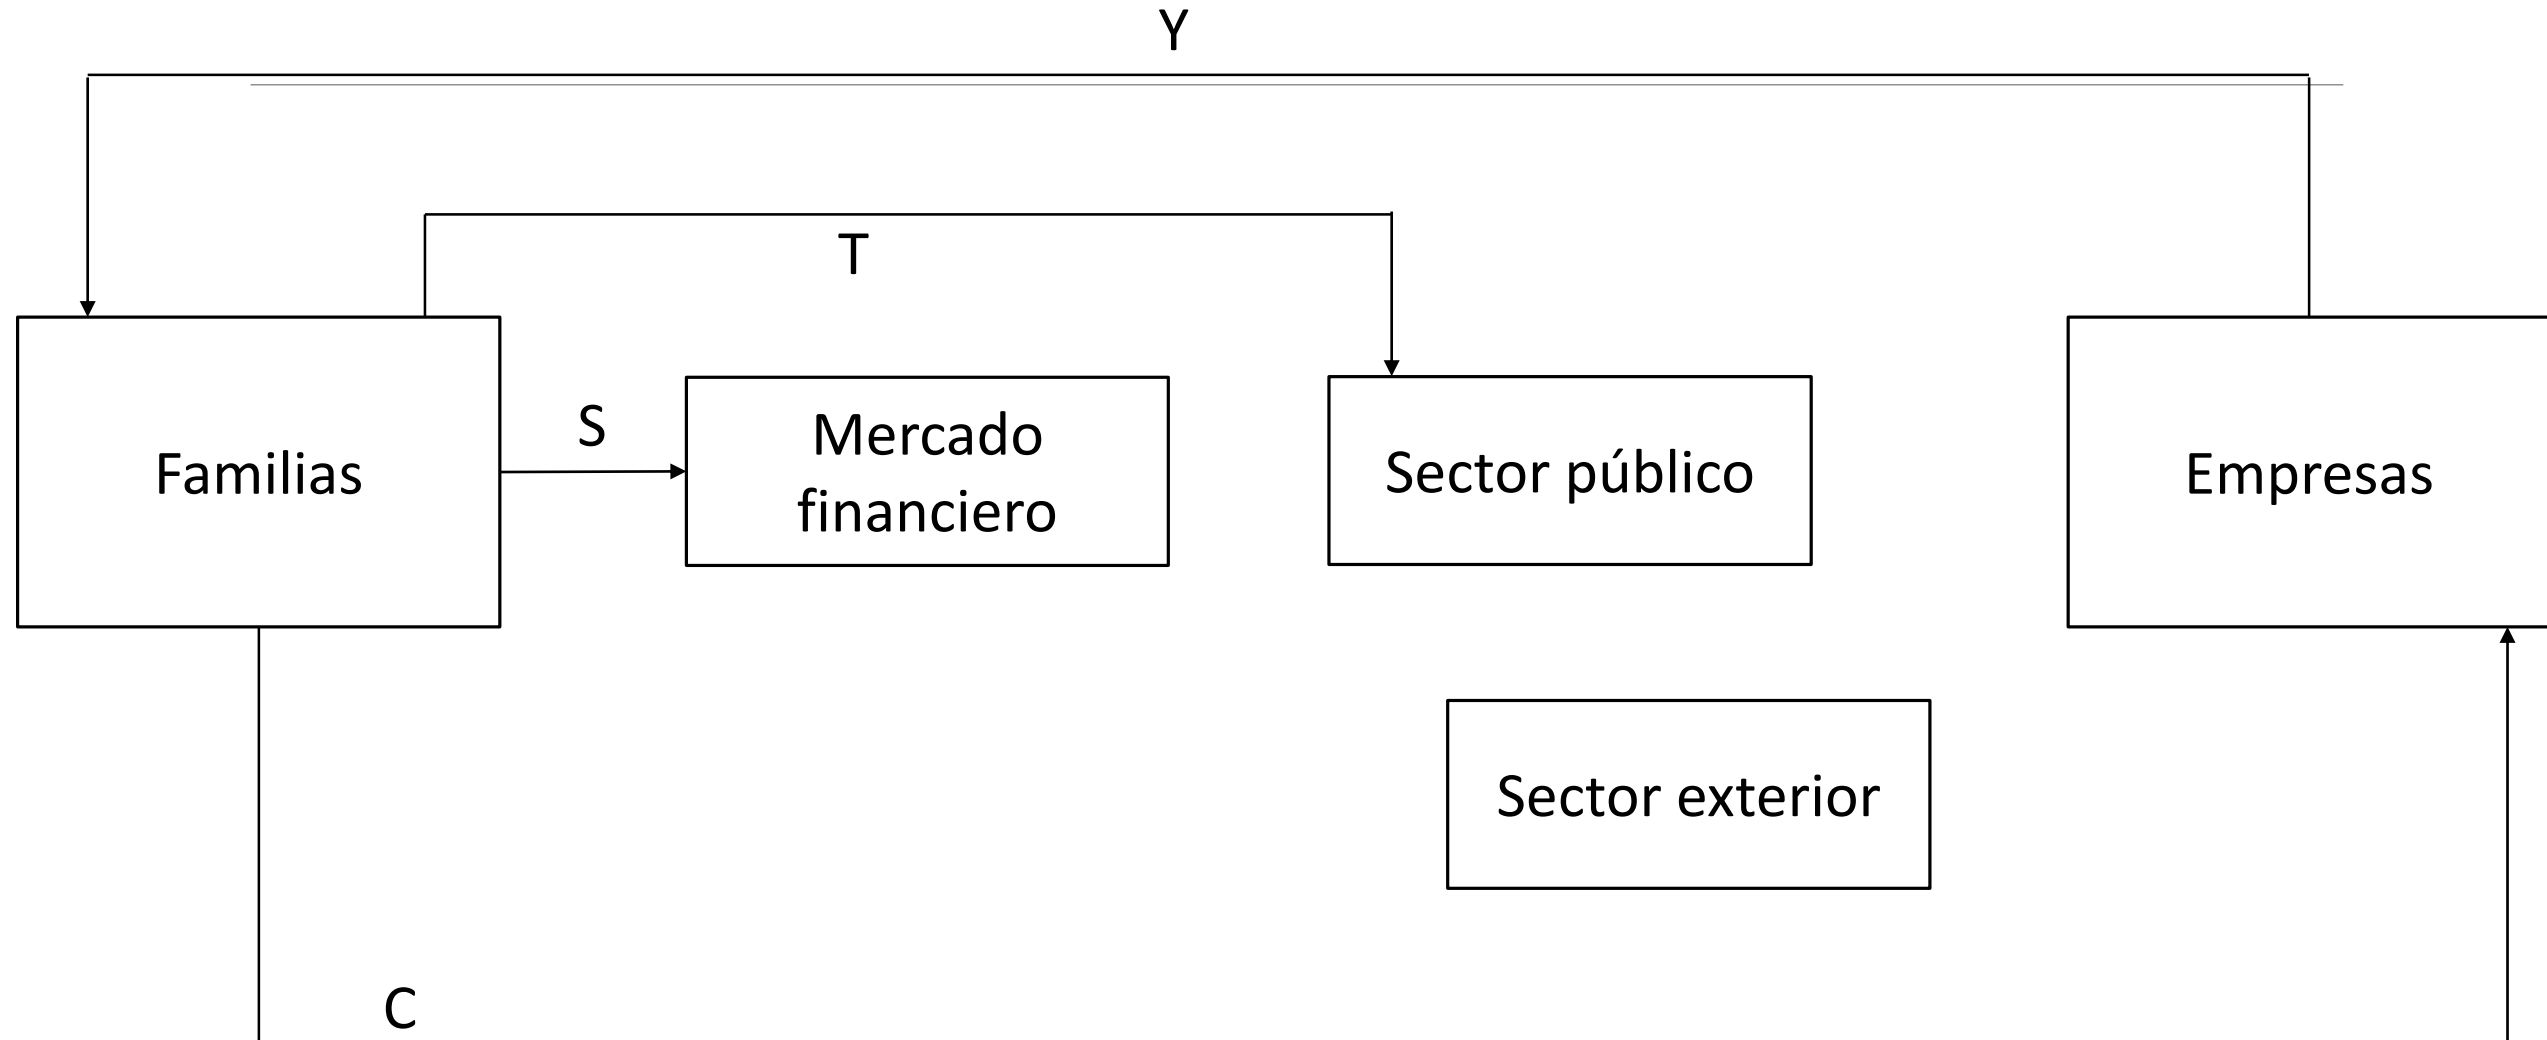 Y
T
S
Familias
Mercado
financiero
Sector público
Empresas
Sector exterior
C